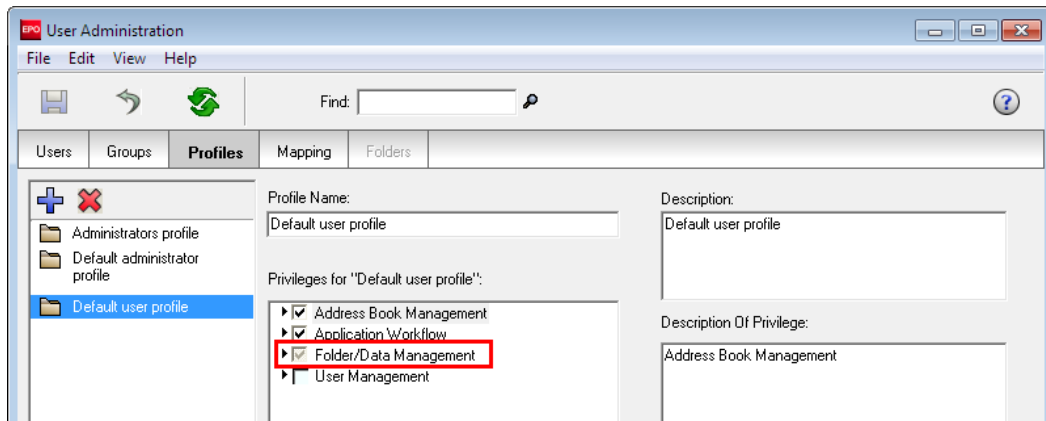 EPO User Administration
File Edit View Help
Find:
?
Users Groups Profiles Mapping Folders
Profile Name:
Default user profile
Description:
Default user profile
Administrators profile
Default administrator
profile
Default user profile
Privileges for "Default user profile":
Address Book Management
Application Workflow
Folder/Data Management
User Management
Description Of Privilege:
Address Book Management